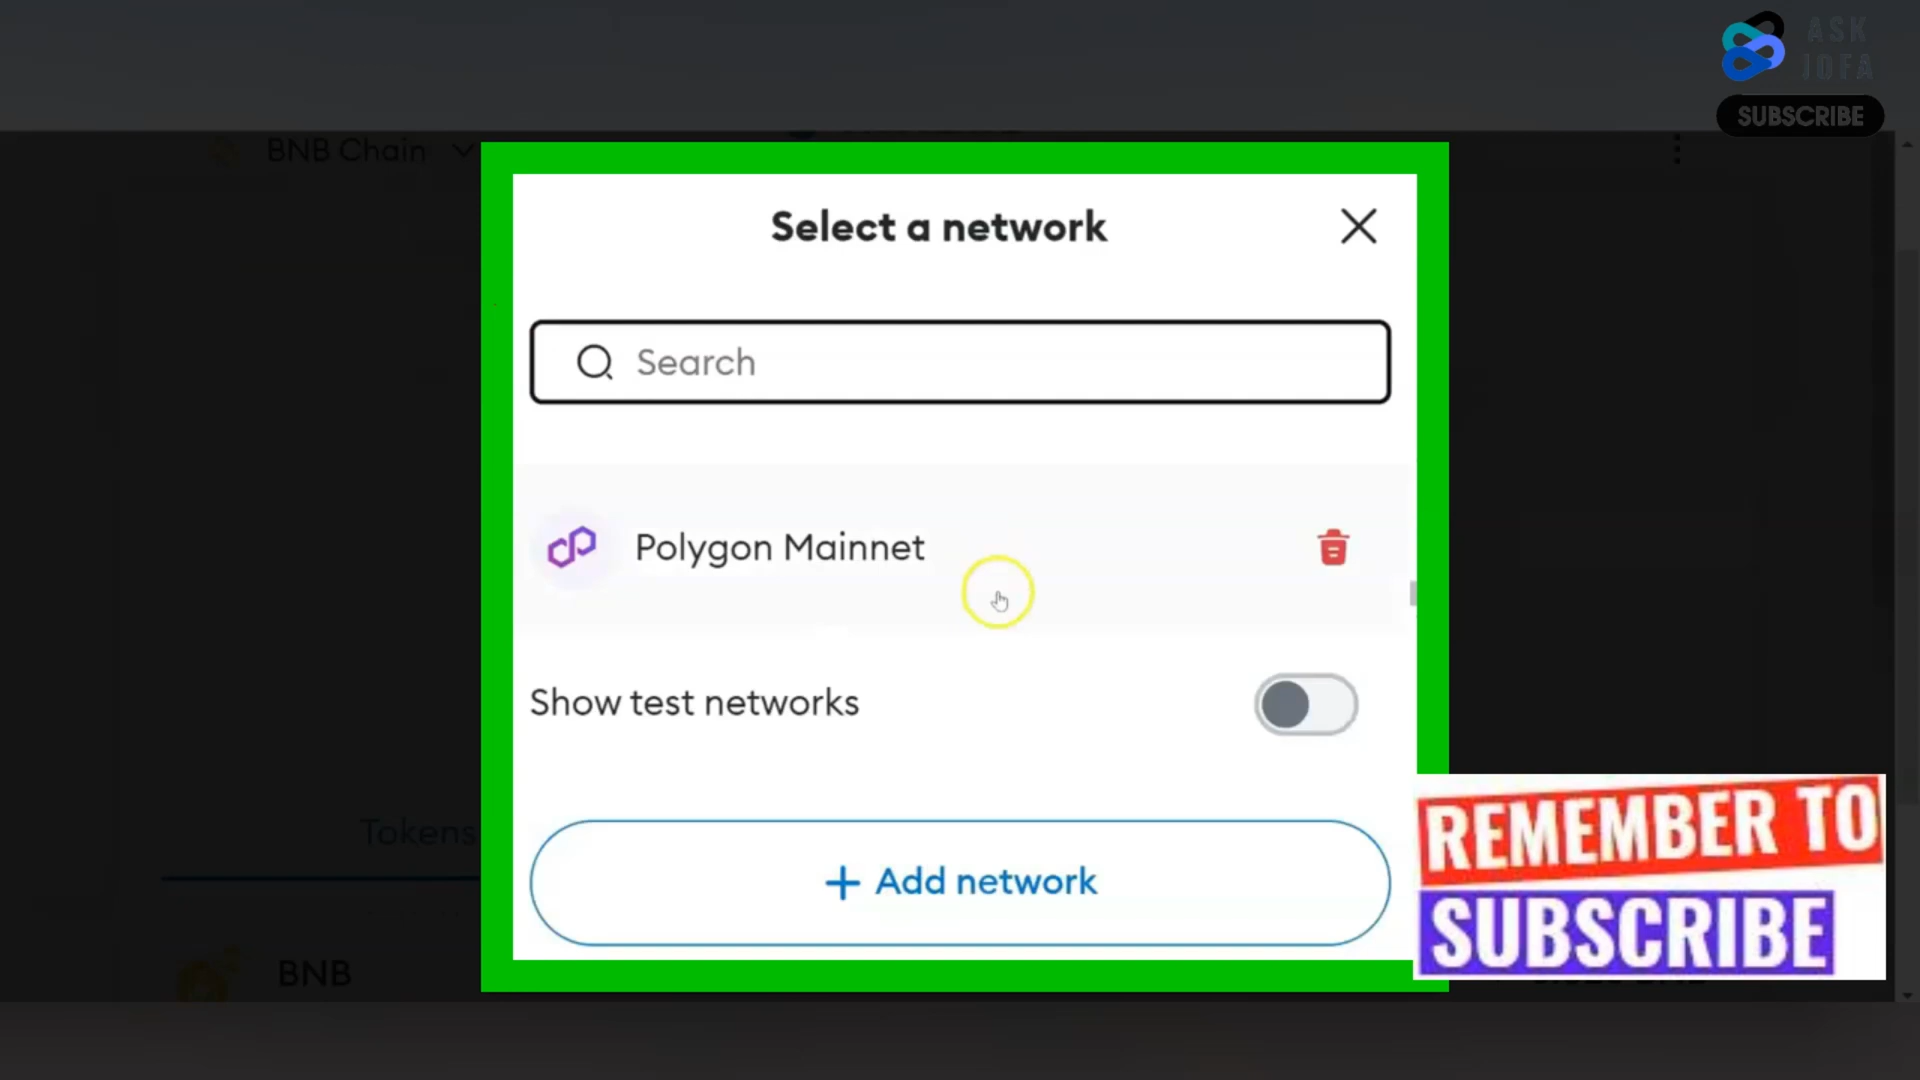 ASK
JOFA
SUBSCRIBE
BNB Chain
Select a network
Search
Polygon Mainnet
Show test networks
Tokens
+ Add network
BNB
REMEMBER TO
SUBSCRIBE